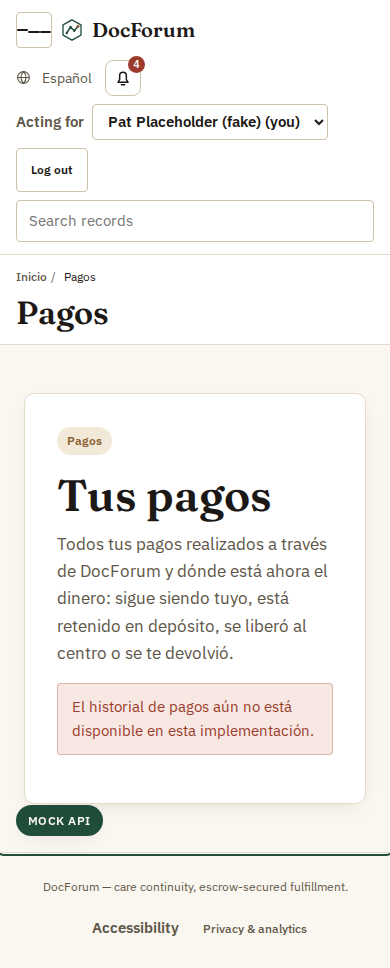 DocForum
Español
4
Acting for
Pat Placeholder (fake) (you)
Log out
Search records
Inicio / Pagos
Pagos
Pagos
Tus pagos
Todos tus pagos realizados a través
de DocForum y dónde está ahora el
dinero: sigue siendo tuyo, está
retenido en depósito, se liberó al
centro o se te devolvió.
El historial de pagos aún no está
disponible en esta implementación.
MOCK API
DocForum — care continuity, escrow-secured fulfillment.
Accessibility
Privacy & analytics